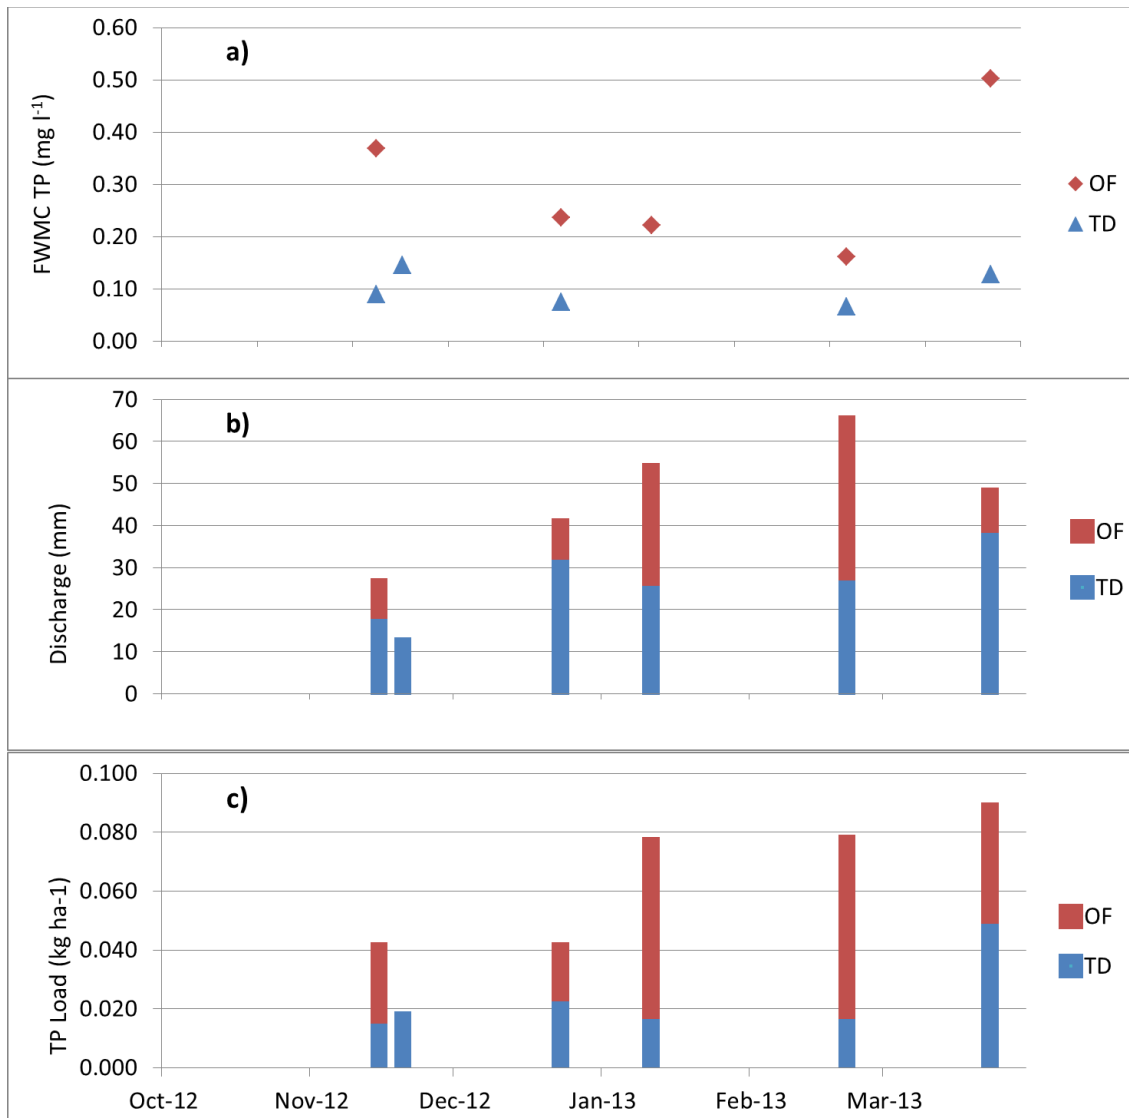 a)
FWMC TP (mg l-1)
0.60
0.50
0.40
0.30
0.20
0.10
0.00
OF
TD
b)
Discharge (mm)
70
60
50
40
30
20
10
0
OF
TD
c)
TP Load (kg ha-1)
0.100
0.080
0.060
0.040
0.020
0.000
OF
TD
Oct-12 Nov-12 Dec-12 Jan-13 Feb-13 Mar-13